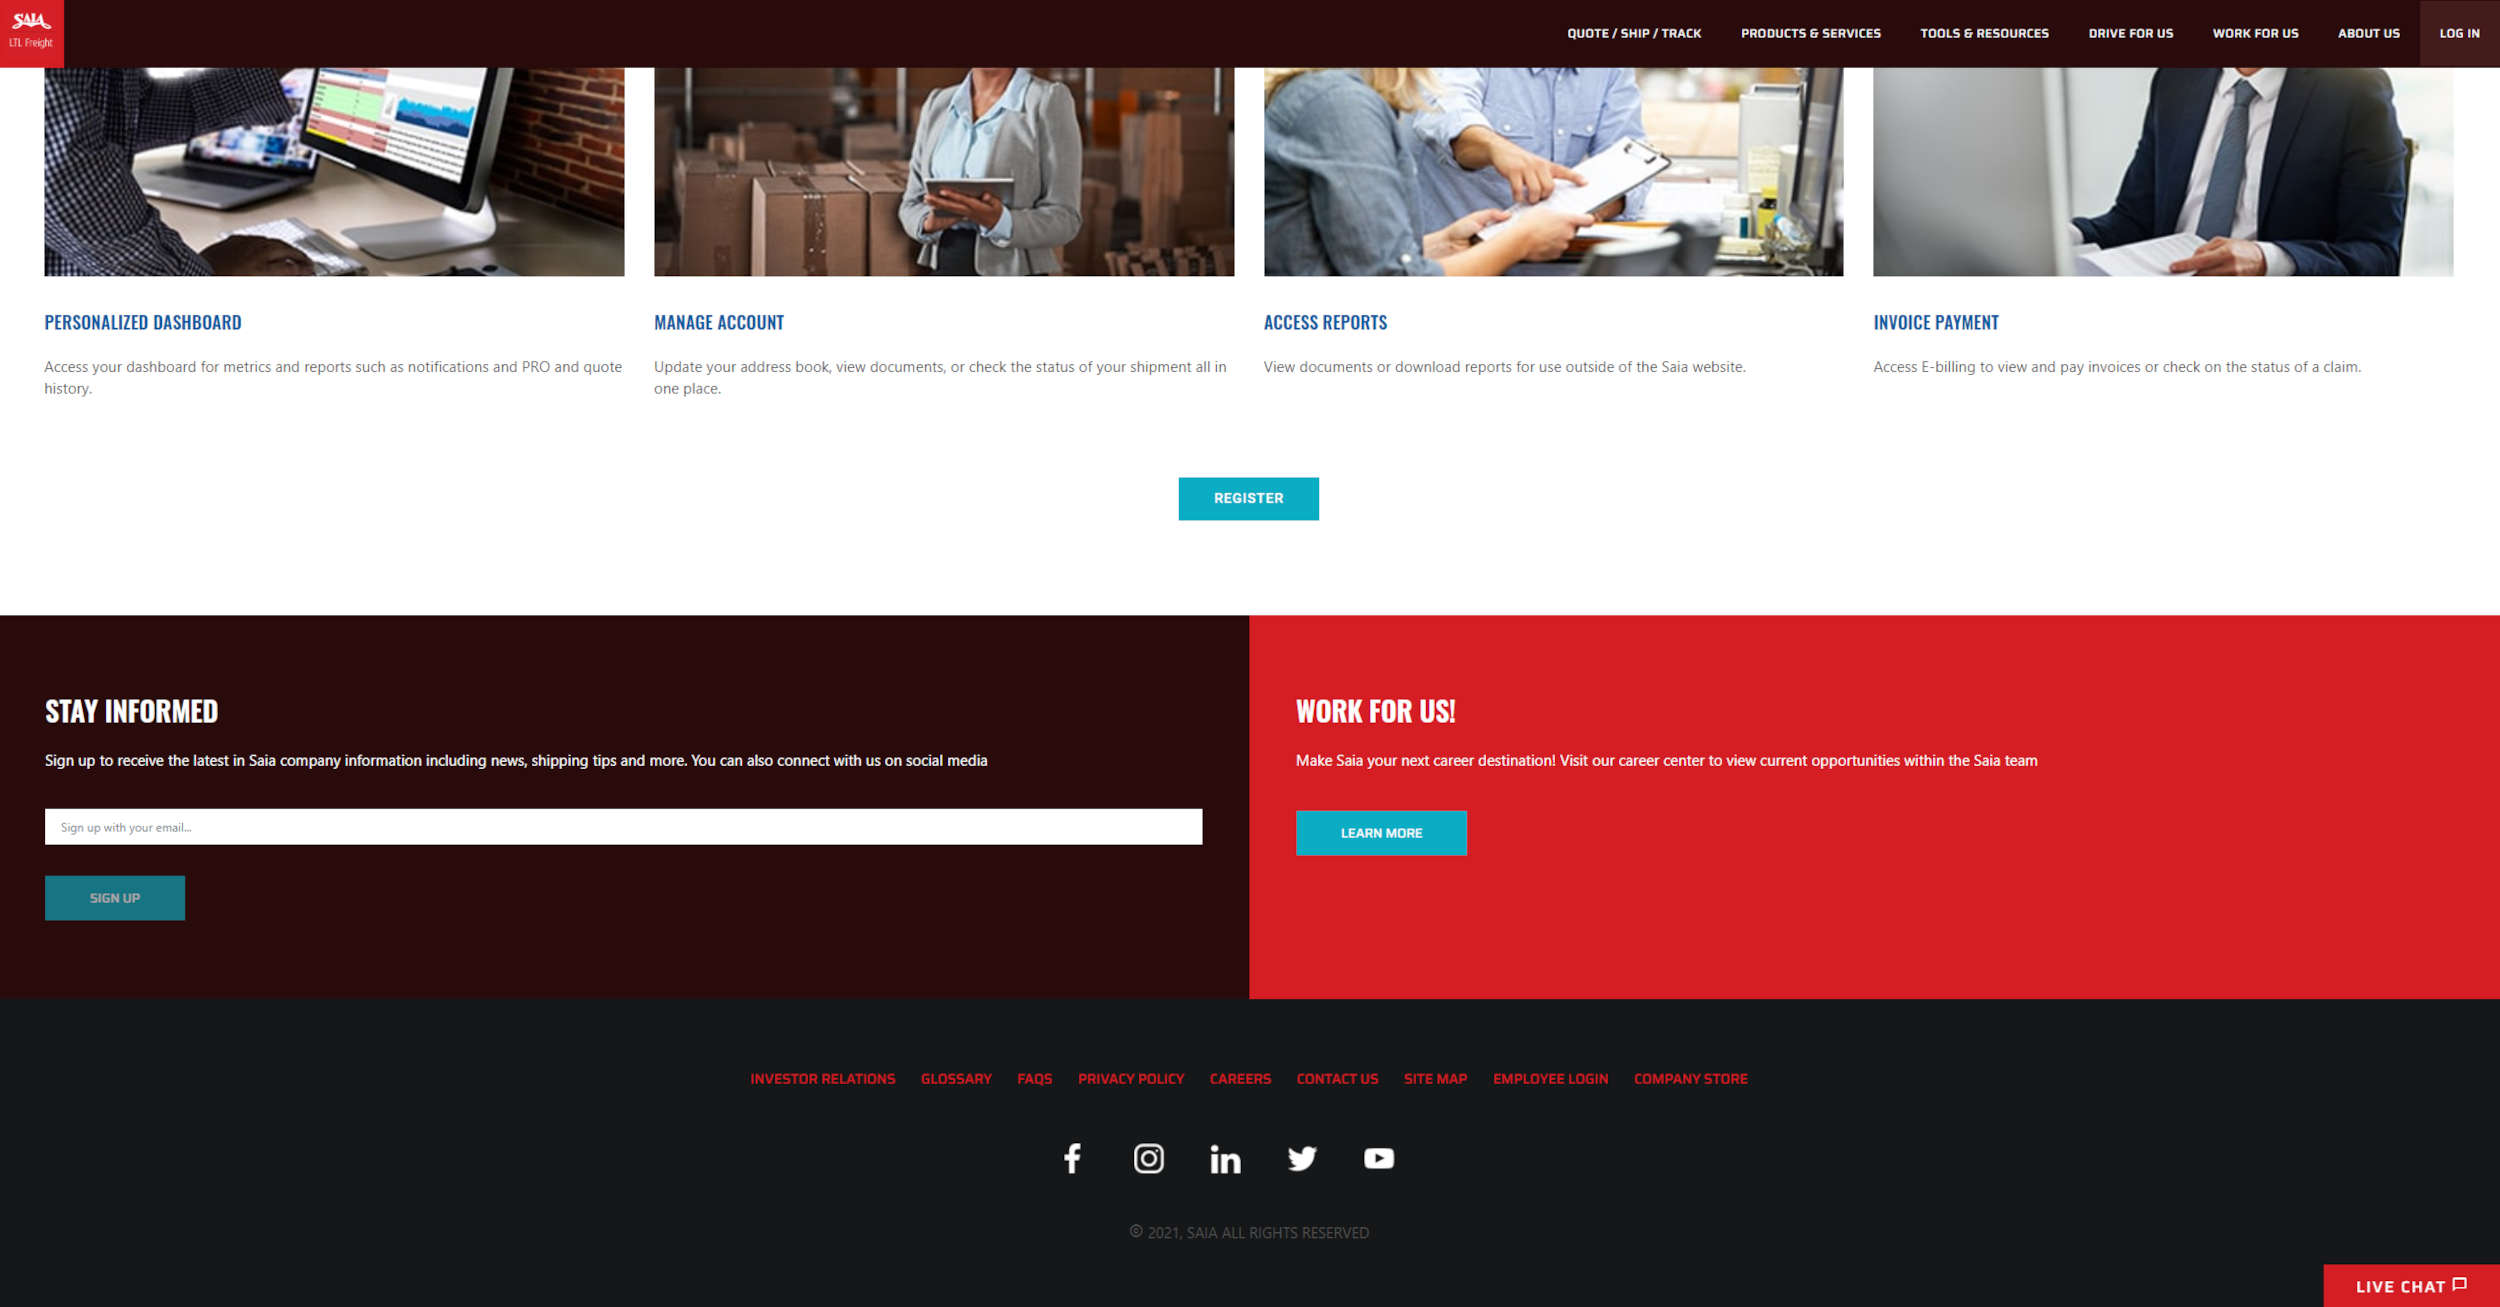 SAIA
LTL Freight
QUOTE / SHIP / TRACK
PRODUCTS & SERVICES
TOOLS & RESOURCES
DRIVE FOR US
WORK FOR US
ABOUT US
LOG IN
PERSONALIZED DASHBOARD
Access your dashboard for metrics and reports such as notifications and PRO and quote
history.
MANAGE ACCOUNT
Update your address book, view documents, or check the status of your shipment all in
one place.
ACCESS REPORTS
View documents or download reports for use outside of the Saia website.
INVOICE PAYMENT
Access E-billing to view and pay invoices or check on the status of a claim.
REGISTER
STAY INFORMED
Sign up to receive the latest in Saia company information including news, shipping tips and more. You can also connect with us on social media
Sign up with your email...
SIGN UP
WORK FOR US!
Make Saia your next career destination! Visit our career center to view current opportunities within the Saia team
LEARN MORE
INVESTOR RELATIONS GLOSSARY FAQS PRIVACY POLICY CAREERS CONTACT US SITE MAP EMPLOYEE LOGIN COMPANY STORE
© 2021, SAIA ALL RIGHTS RESERVED
LIVE CHAT